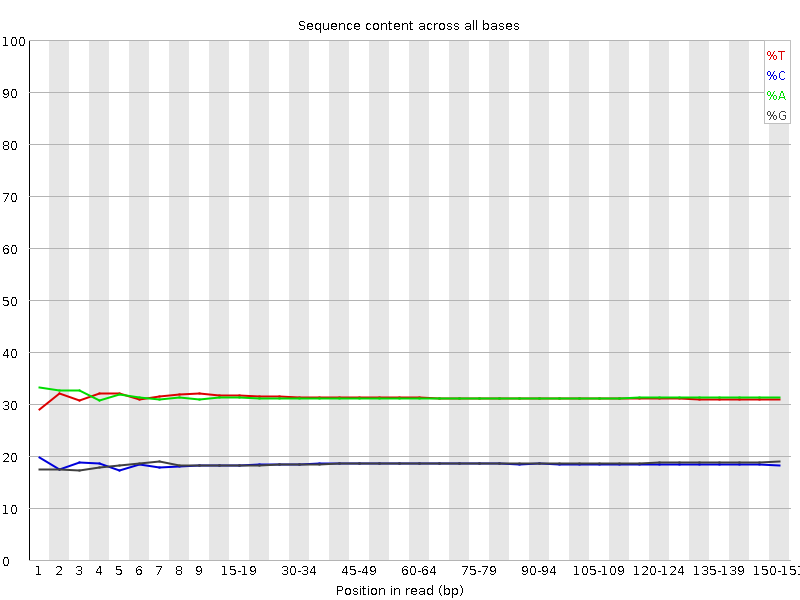 Sequence content across all bases
100
90
80
70
60
50
40
30
20
10
0
%T
%C
%A
%G
1 2 3 4 5 6 7 8 9 15-19 30-34 45-49 60-64 75-79 90-94 105-109 120-124 135-139 150-151
Position in read (bp)